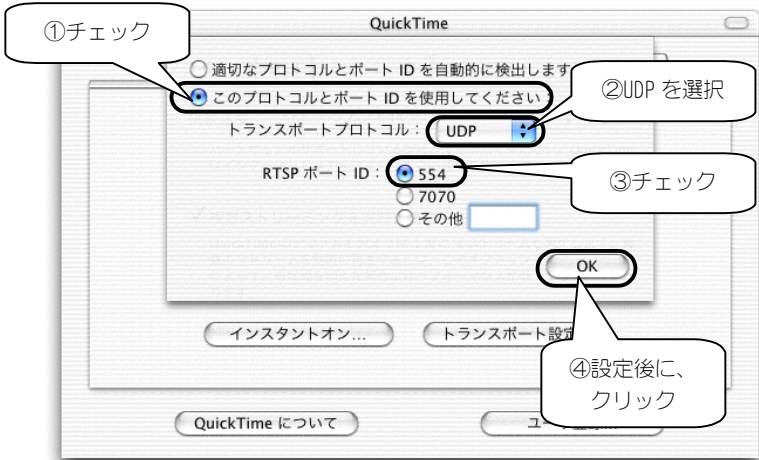 QuickTime
①チェック
適切なプロトコルとポート ID を自動的に検出します
このプロトコルとポート ID を使用してください
②UDP を選択
トランスポートプロトコル：
UDP
RTSP ポート ID：
554
③チェック
7070
その他
OK
インスタントオン...
トランスポート設定
④設定後に、
クリック
QuickTime について